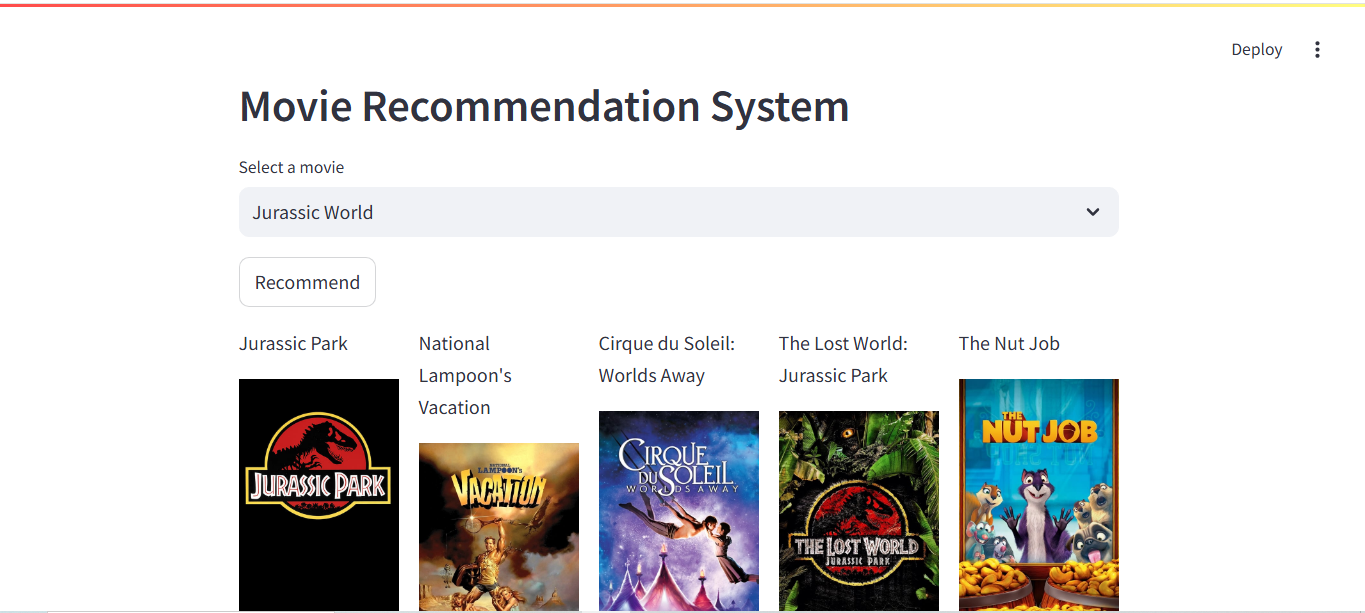 Deploy
Movie Recommendation System
Select a movie
Jurassic World
Recommend
Jurassic Park
National
Lampoon's
Vacation
Cirque du Soleil:
Worlds Away
The Lost World:
Jurassic Park
The Nut Job
JURASSIC PARK
NATIONAL
LAMPOON'S
VACATION
CIRQUE
DU SOLEIL
WORLDS AWAY
THE LOST WORLD
JURASSIC PARK
THE
NUT JOB